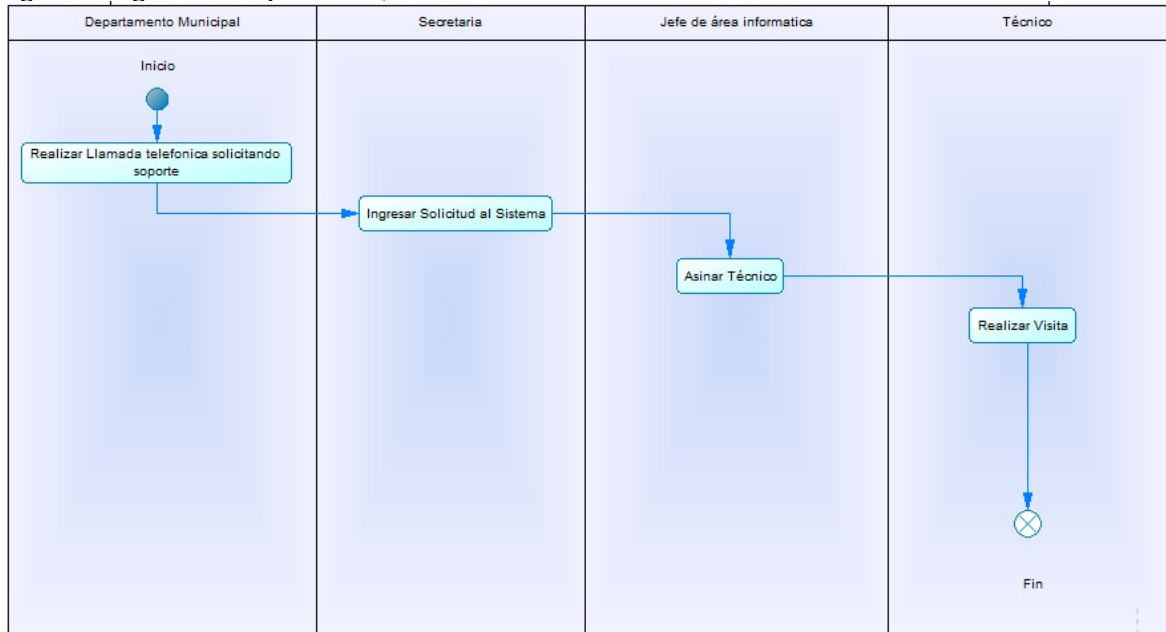 Departamento Municipal
Secretaria
Jefe de área informatica
Técnico
Inicio
Realizar Llamada telefonica solicitando
soporte
Ingresar Solicitud al Sistema
Asinar Técnico
Realizar Visita
Fin